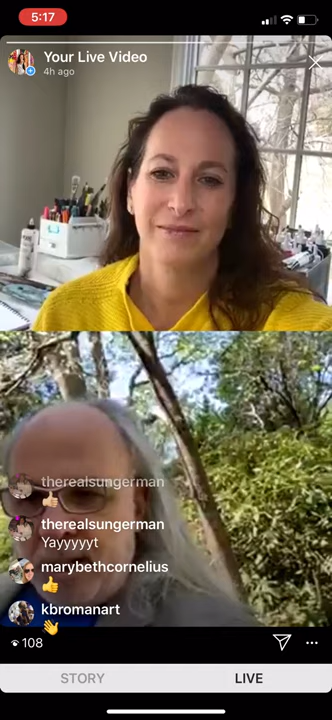 5:17
Your Live Video
4h ago
therealsungerman
👍🏻
therealsungerman
Yayyyyyt
marybethcornelius
👍
kbromanart
👋
108
STORY
LIVE